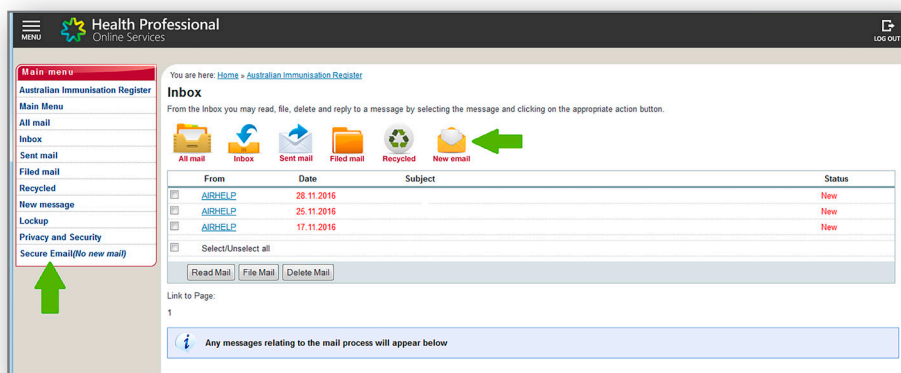 MENU
Health Professional
Online Services
LOG OUT
Main menu
Australian Immunisation Register
Main Menu
All mail
Inbox
Sent mail
Filed mail
Recycled
New message
Lockup
Privacy and Security
Secure Email(No new mail)
You are here: Home » Australian Immunisation Register
Inbox
From the Inbox you may read, file, delete and reply to a message by selecting the message and clicking on the appropriate action button.
All mail Inbox Sent mail Filed mail Recycled New email
From Date Subject Status
AIRHELP 28.11.2016 New
AIRHELP 25.11.2016 New
AIRHELP 17.11.2016 New
Select/Unselect all
Read Mail File Mail Delete Mail
Link to Page:
1
i Any messages relating to the mail process will appear below